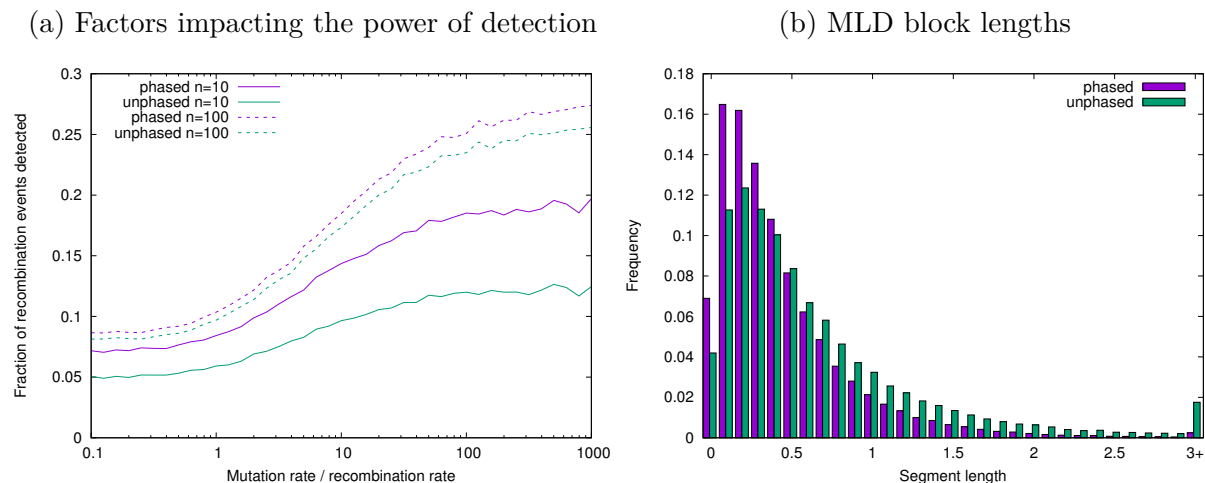 (a) Factors impacting the power of detection
(b) MLD block lengths
0.3
0.25
0.2
0.15
0.1
0.05
0
0.1
1
10
100
1000
Fraction of recombination events detected
Mutation rate / recombination rate
phased n=10
unphased n=10
phased n=100
unphased n=100
0.18
0.16
0.14
0.12
0.1
0.08
0.06
0.04
0.02
0
0
0.5
1
1.5
2
2.5
3+
Frequency
Segment length
phased
unphased